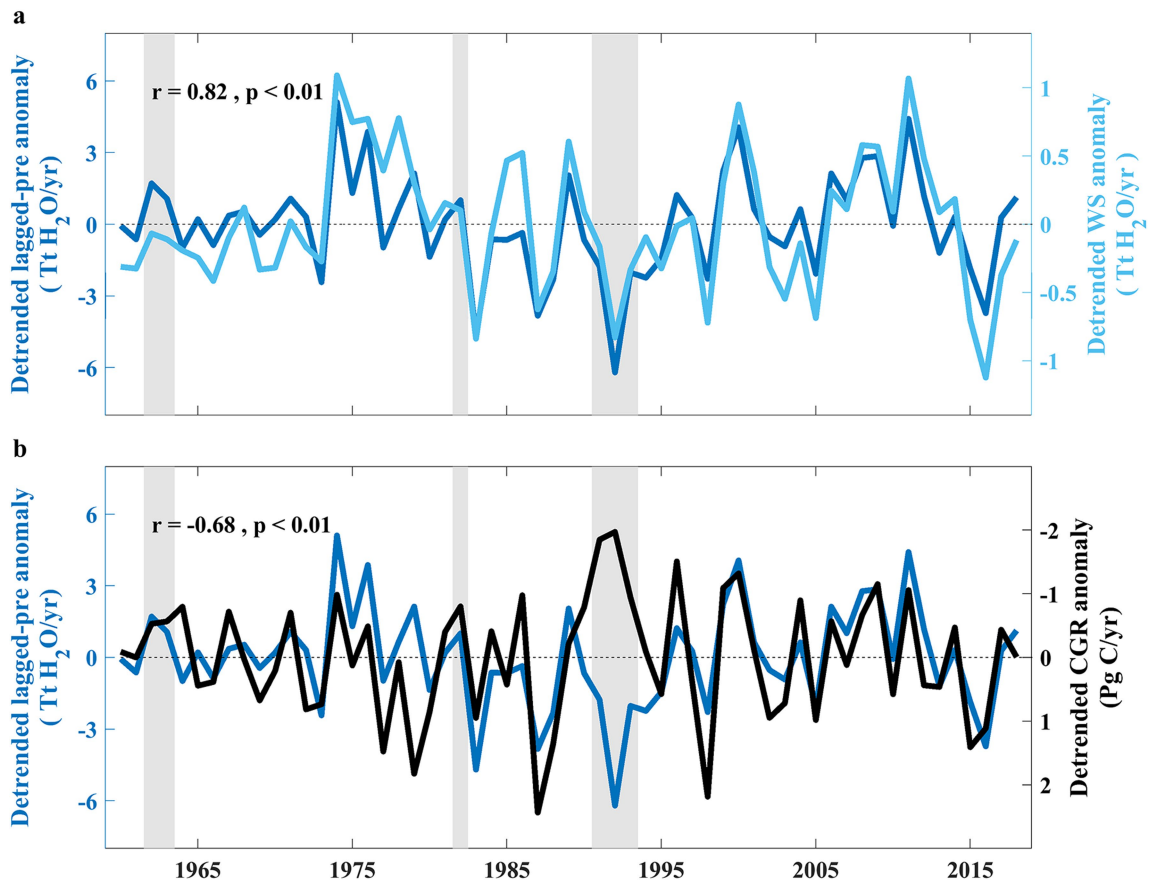 a
Detrended lagged-pre anomaly
( Tt H2O/yr)
6
3
0
-3
-6
r = 0.82 , p < 0.01
1
0.5
0
-0.5
-1
Detrended WS anomaly
( Tt H2O/yr )
b
Detrended lagged-pre anomaly
( Tt H2O/yr)
6
3
0
-3
-6
r = -0.68 , p < 0.01
-2
-1
0
1
2
Detrended CGR anomaly
(Pg C/yr)
1965
1975
1985
1995
2005
2015